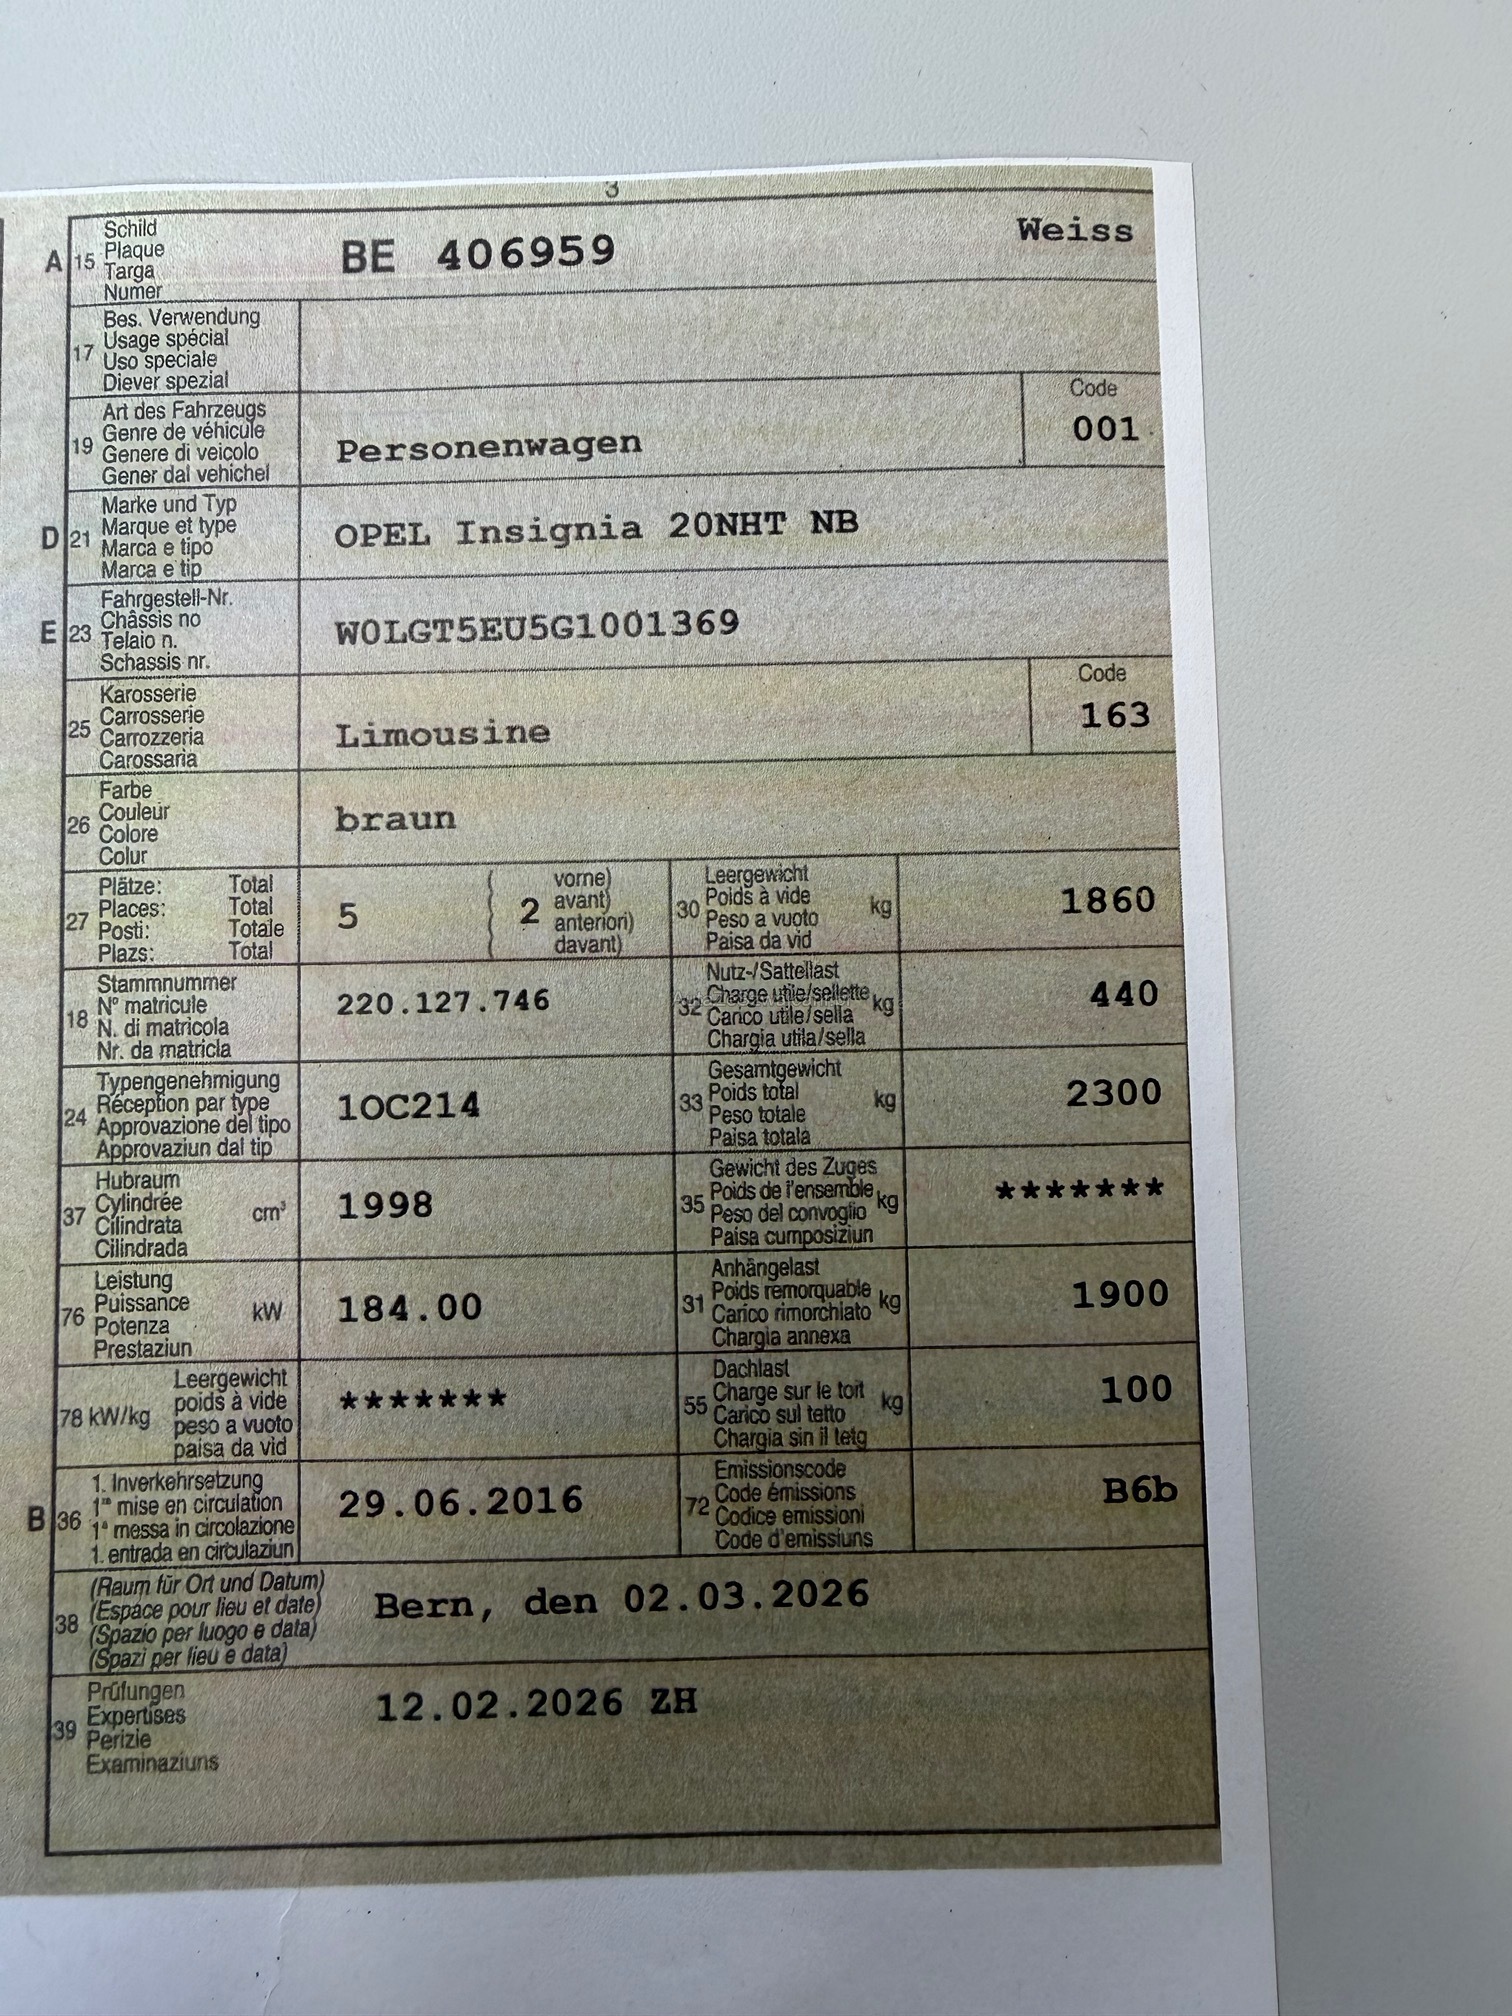 3
A 15 Schild Plaque Targa Numer BE 406959 Weiss
17 Bes. Verwendung
Usage spécial
Uso speciale
Diever spezial
19 Art des Fahrzeugs
Genre de véhicule
Genere di veicolo
Gener dal vehichel
Personenwagen
Code
001
D 21 Marke und Typ
Marque et type
Marca e tipo
Marca e tip
OPEL Insignia 20NHT NB
E 23 Fahrgestell-Nr.
Châssis no
Telaio n.
Schassis nr.
W0LGT5EU5G1001369
25 Karosserie
Carrosserie
Carrozzeria
Carossaria
Limousine
Code
163
26 Farbe
Couleur
Colore
Colur
braun
27 Plätze: Total
Places: Total
Posti: Totale
Plazs: Total
5
2 vorne)
avant)
anteriori)
davant)
30 Leergewicht
Poids à vide
Peso a vuoto
Paisa da vid
kg
1860
18 Stammnummer
N° matricule
N. di matricola
Nr. da matricla
220.127.746
32 Nutz-/Sattellast
Charge utile/sellette
Carico utile/sella
Chargia utila/sella
kg
440
24 Typengenehmigung
Réception par type
Approvazione del tipo
Approvaziun dal tip
1OC214
33 Gesamtgewicht
Poids total
Peso totale
Paisa totala
kg
2300
37 Hubraum
Cylindrée
Cilindrata
Cilindrada
cm³
1998
35 Gewicht des Zuges
Poids de l'ensemble
Peso del convoglio
Paisa cumposiziun
kg
*******
76 Leistung
Puissance
Potenza
Prestaziun
kW
184.00
31 Anhängelast
Poids remorquable
Carico rimorchiato
Chargia annexa
kg
1900
78 kW/kg Leergewicht
poids à vide
peso a vuoto
paisa da vid
*******
55 Dachlast
Charge sur le toit
Carico sul tetto
Chargia sin il tetg
kg
100
B 36 1. Inverkehrsetzung
1re mise en circulation
1a messa in circolazione
1. entrada en circulaziun
29.06.2016
72 Emissionscode
Code émissions
Codice emissioni
Code d'emissiuns
B6b
38 (Raum für Ort und Datum)
(Espace pour lieu et date)
(Spazio per luogo e data)
(Spazi per lieu e data)
Bern, den 02.03.2026
39 Prüfungen
Expertises
Perizie
Examinaziuns
12.02.2026 ZH